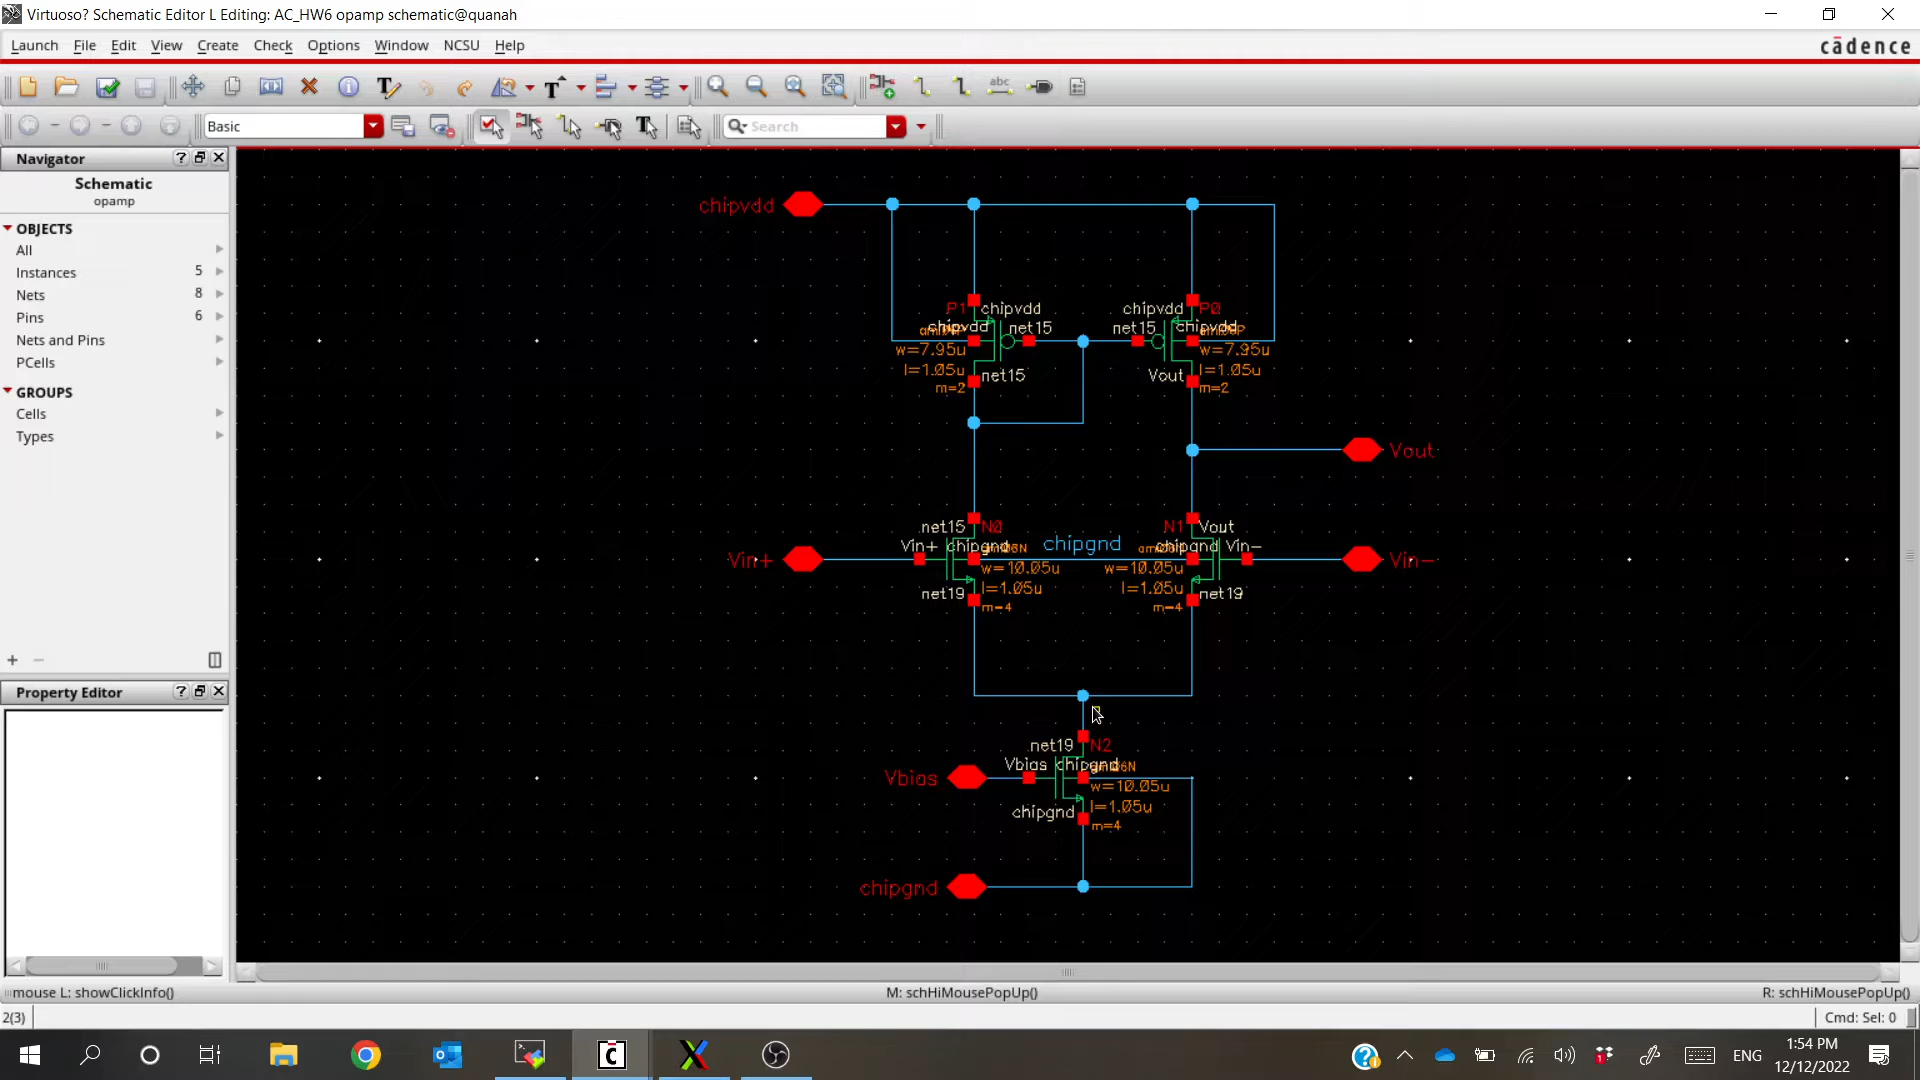 Virtuoso? Schematic Editor L Editing: AC_HW6 opamp schematic@quanah
Launch File Edit View Create Check Options Window NCSU Help
cādence
Basic
Search
Navigator
Schematic
opamp
OBJECTS
All
Instances 5
Nets 8
Pins 6
Nets and Pins
PCells
GROUPS
Cells
Types
Property Editor
chipvdd
P1 chipvdd
chipvdd net15
w=7.95u
l=1.05u
net15
m=2
chipvdd P0
net15 chipvdd
w=7.95u
l=1.05u
Vout
m=2
Vout
net15 N0
Vin+
Vin+ chipgnd
w=10.05u
l=1.05u
net19
m=4
chipgnd
N1 Vout
chipgnd Vin-
w=10.05u
l=1.05u
net19
m=4
Vin-
net19 N2
Vbias
Vbias chipgnd
w=10.05u
l=1.05u
chipgnd
m=4
chipgnd
mouse L: showClickInfo() M: schHiMousePopUp() R: schHiMousePopUp()
2(3) Cmd: Sel: 0
ENG
1:54 PM
12/12/2022